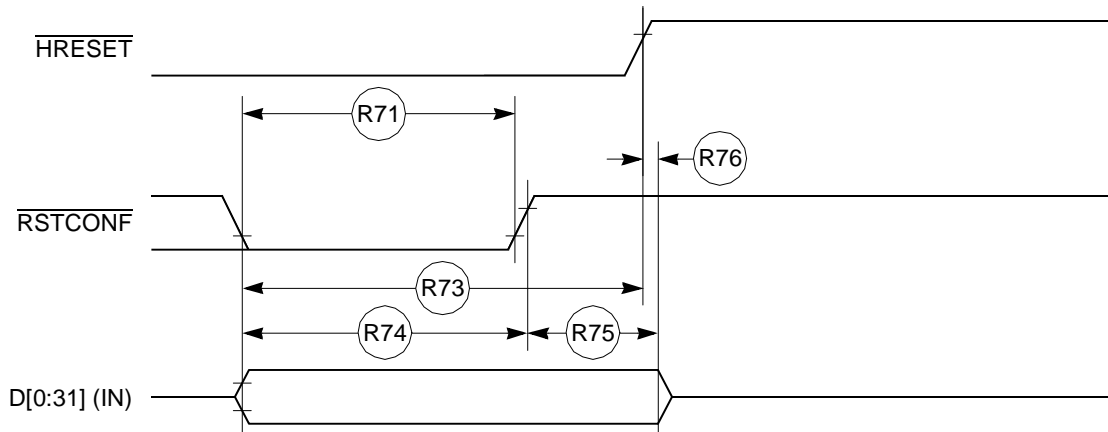 HRESET
R71
R76
RSTCONF
R73
R74
R75
D[0:31] (IN)